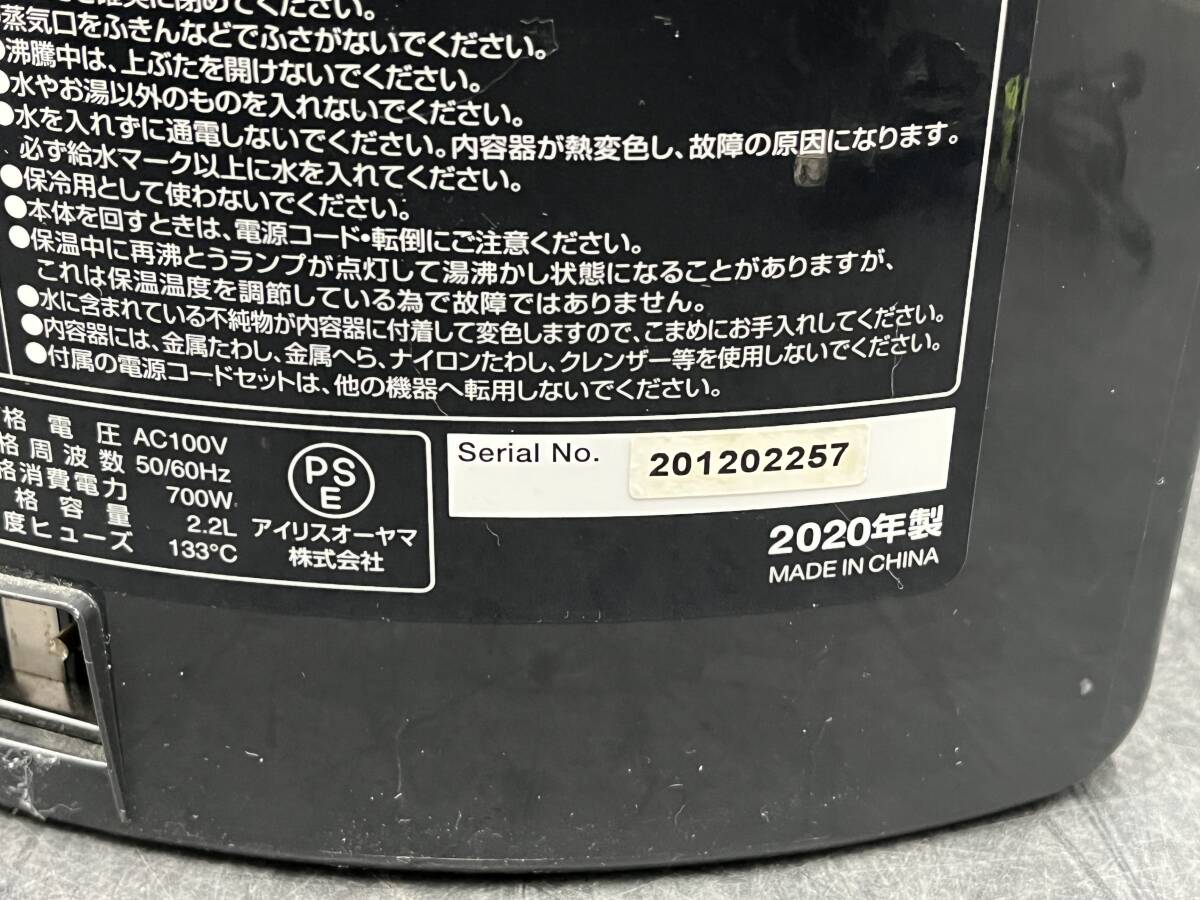 確実に閉めてください。
蒸気口をふきんなどでふさがないでください。
●沸騰中は、上ぶたを開けないでください。
●水やお湯以外のものを入れないでください。
●水を入れずに通電しないでください。内容器が熱変色し、故障の原因になります。
必ず給水マーク以上に水を入れてください。
●保冷用として使わないでください。
●本体を回すときは、電源コード・転倒にご注意ください。
●保温中に再沸とうランプが点灯して湯沸かし状態になることがありますが、
これは保温温度を調節している為で故障ではありません。
●水に含まれている不純物が内容器に付着して変色しますので、こまめにお手入れしてください。
●内容器には、金属たわし、金属へら、ナイロンたわし、クレンザー等を使用しないでください。
●付属の電源コードセットは、他の機器へ転用しないでください。
格電圧 AC100V
格周波数 50/60Hz
格消費電力 700W
格容量 2.2L
度ヒューズ 133℃
PSE
アイリスオーヤマ
株式会社
Serial No. 201202257
2020年製
MADE IN CHINA